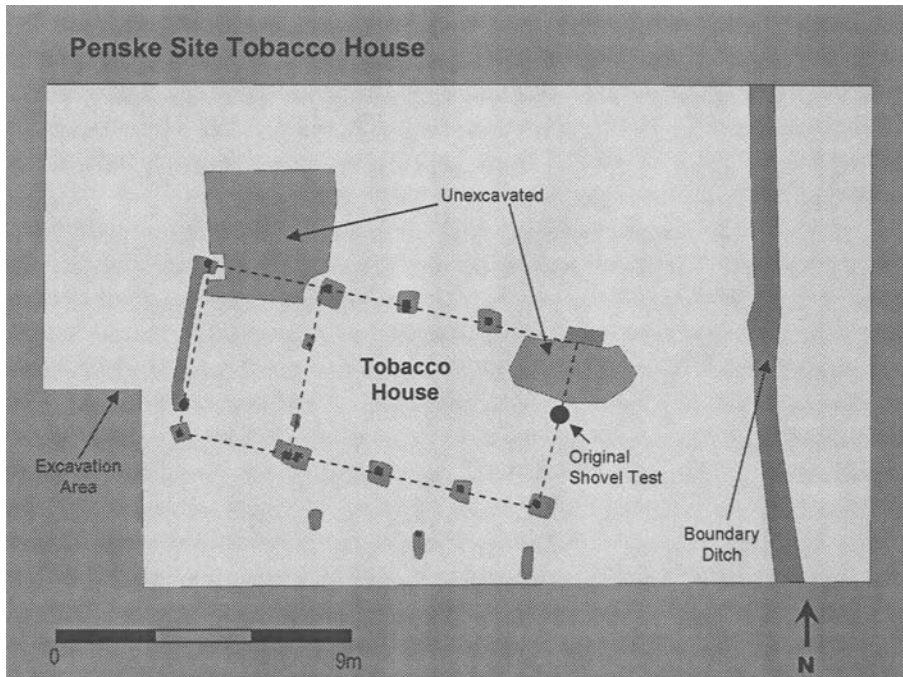 Penske Site Tobacco House
Unexcavated
Tobacco
House
Excavation
Area
Original
Shovel Test
Boundary
Ditch
0
9m
N